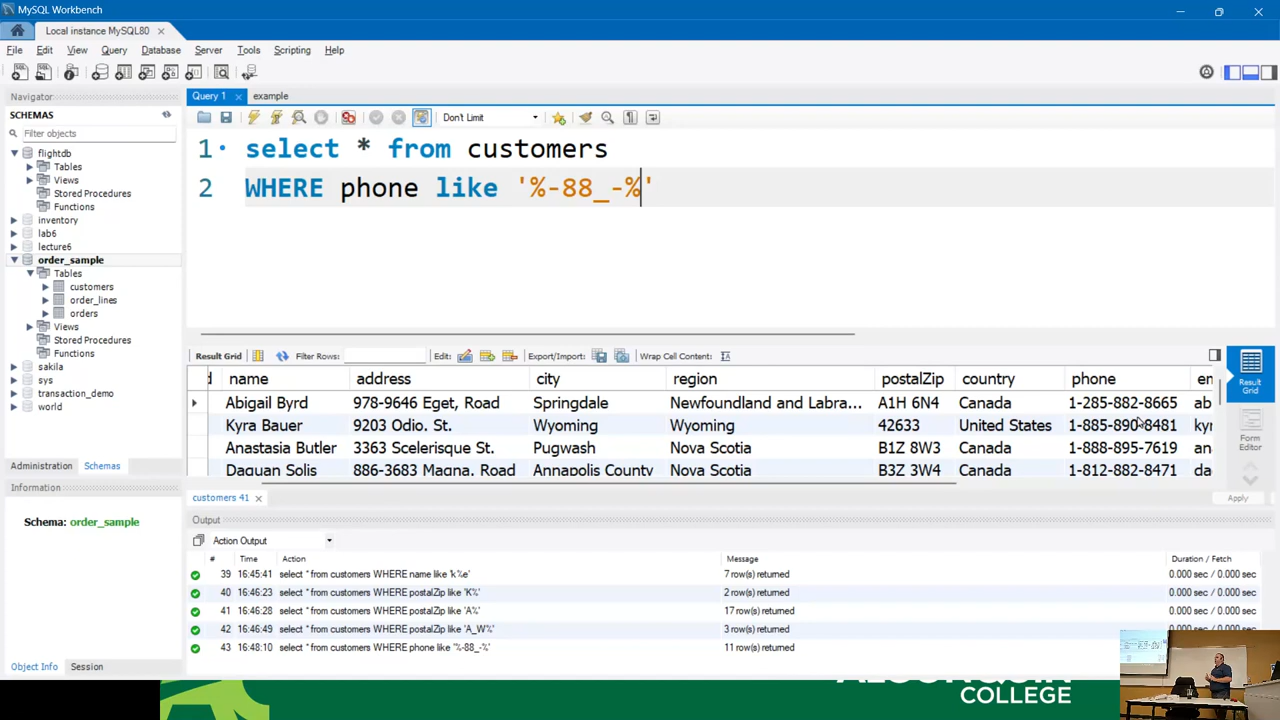 MySQL Workbench
Local instance MySQL80
File Edit View Query Database Server Tools Scripting Help
Navigator
SCHEMAS
Filter objects
flightdb
Tables
Views
Stored Procedures
Functions
inventory
lab6
lecture6
order_sample
Tables
customers
order_lines
orders
Views
Stored Procedures
Functions
sakila
sys
transaction_demo
world
Administration Schemas
Information
Schema: order_sample
Object Info Session
Query 1 example
Don't Limit
1 select * from customers
2 WHERE phone like '%-88_-%'
Result Grid Filter Rows: Edit: Export/Import: Wrap Cell Content:
name address city region postalZip country phone em
Abigail Byrd 978-9646 Eget, Road Springdale Newfoundland and Labra... A1H 6N4 Canada 1-285-882-8665 ab
Kyra Bauer 9203 Odio. St. Wyoming Wyoming 42633 United States 1-885-890-8481 kyr
Anastasia Butler 3363 Scelerisque St. Pugwash Nova Scotia B1Z 8W3 Canada 1-888-895-7619 an
Daquan Solis 886-3683 Magna. Road Annapolis County Nova Scotia B3Z 3W4 Canada 1-812-882-8471 da
Result Grid
Form Editor
customers 41
Apply
Output
Action Output
# Time Action Message Duration / Fetch
39 16:45:41 select * from customers WHERE name like 'k%e' 7 row(s) returned 0.000 sec / 0.000 sec
40 16:46:23 select * from customers WHERE postalZip like 'K%' 2 row(s) returned 0.000 sec / 0.000 sec
41 16:46:28 select * from customers WHERE postalZip like 'A%' 17 row(s) returned 0.000 sec / 0.000 sec
42 16:46:49 select * from customers WHERE postalZip like 'A_W%' 3 row(s) returned 0.000 sec / 0.000 sec
43 16:48:10 select * from customers WHERE phone like '%-88_-%' 11 row(s) returned
COLLEGE